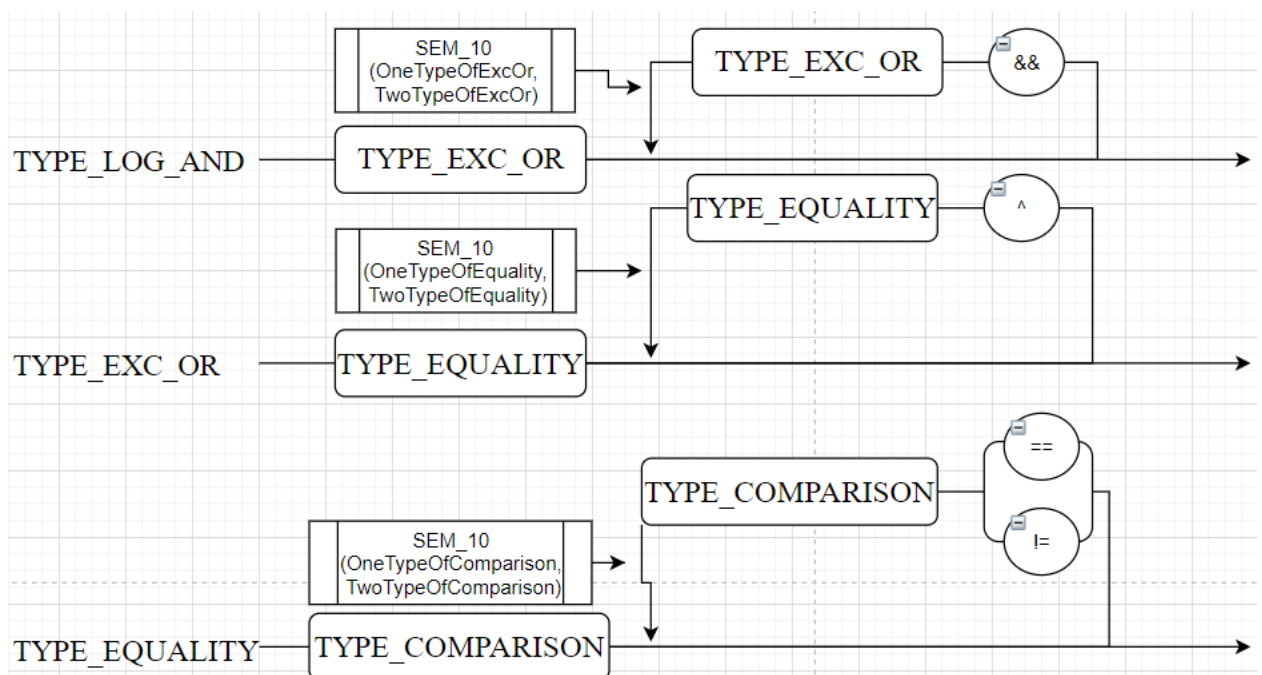 SEM_10
(OneTypeOfExcOr,
TwoTypeOfExcOr)
TYPE_EXC_OR
&&
TYPE_LOG_AND
TYPE_EXC_OR
TYPE_EQUALITY
^
SEM_10
(OneTypeOfEquality,
TwoTypeOfEquality)
TYPE_EXC_OR
TYPE_EQUALITY
==
TYPE_COMPARISON
!=
SEM_10
(OneTypeOfComparison,
TwoTypeOfComparison)
TYPE_EQUALITY
TYPE_COMPARISON